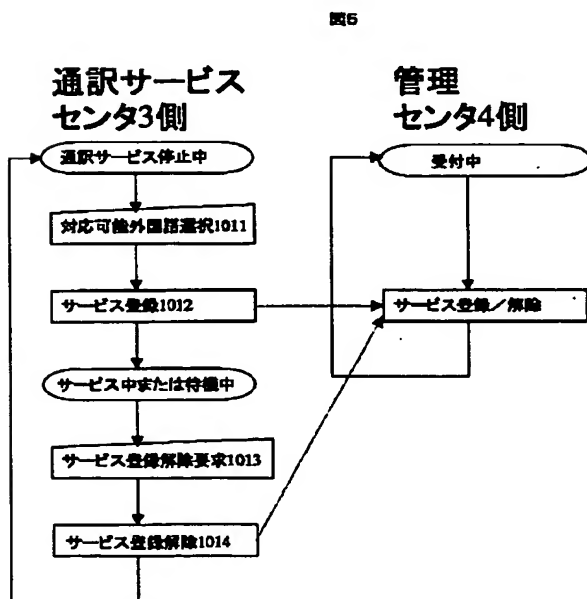 図5
通訳サービス
センタ3側
管理
センタ4側
通訳サービス停止中
受付中
対応可能外国語選択1011
サービス登録1012
サービス登録／解除
サービス中または待機中
サービス登録解除要求1013
サービス登録解除1014